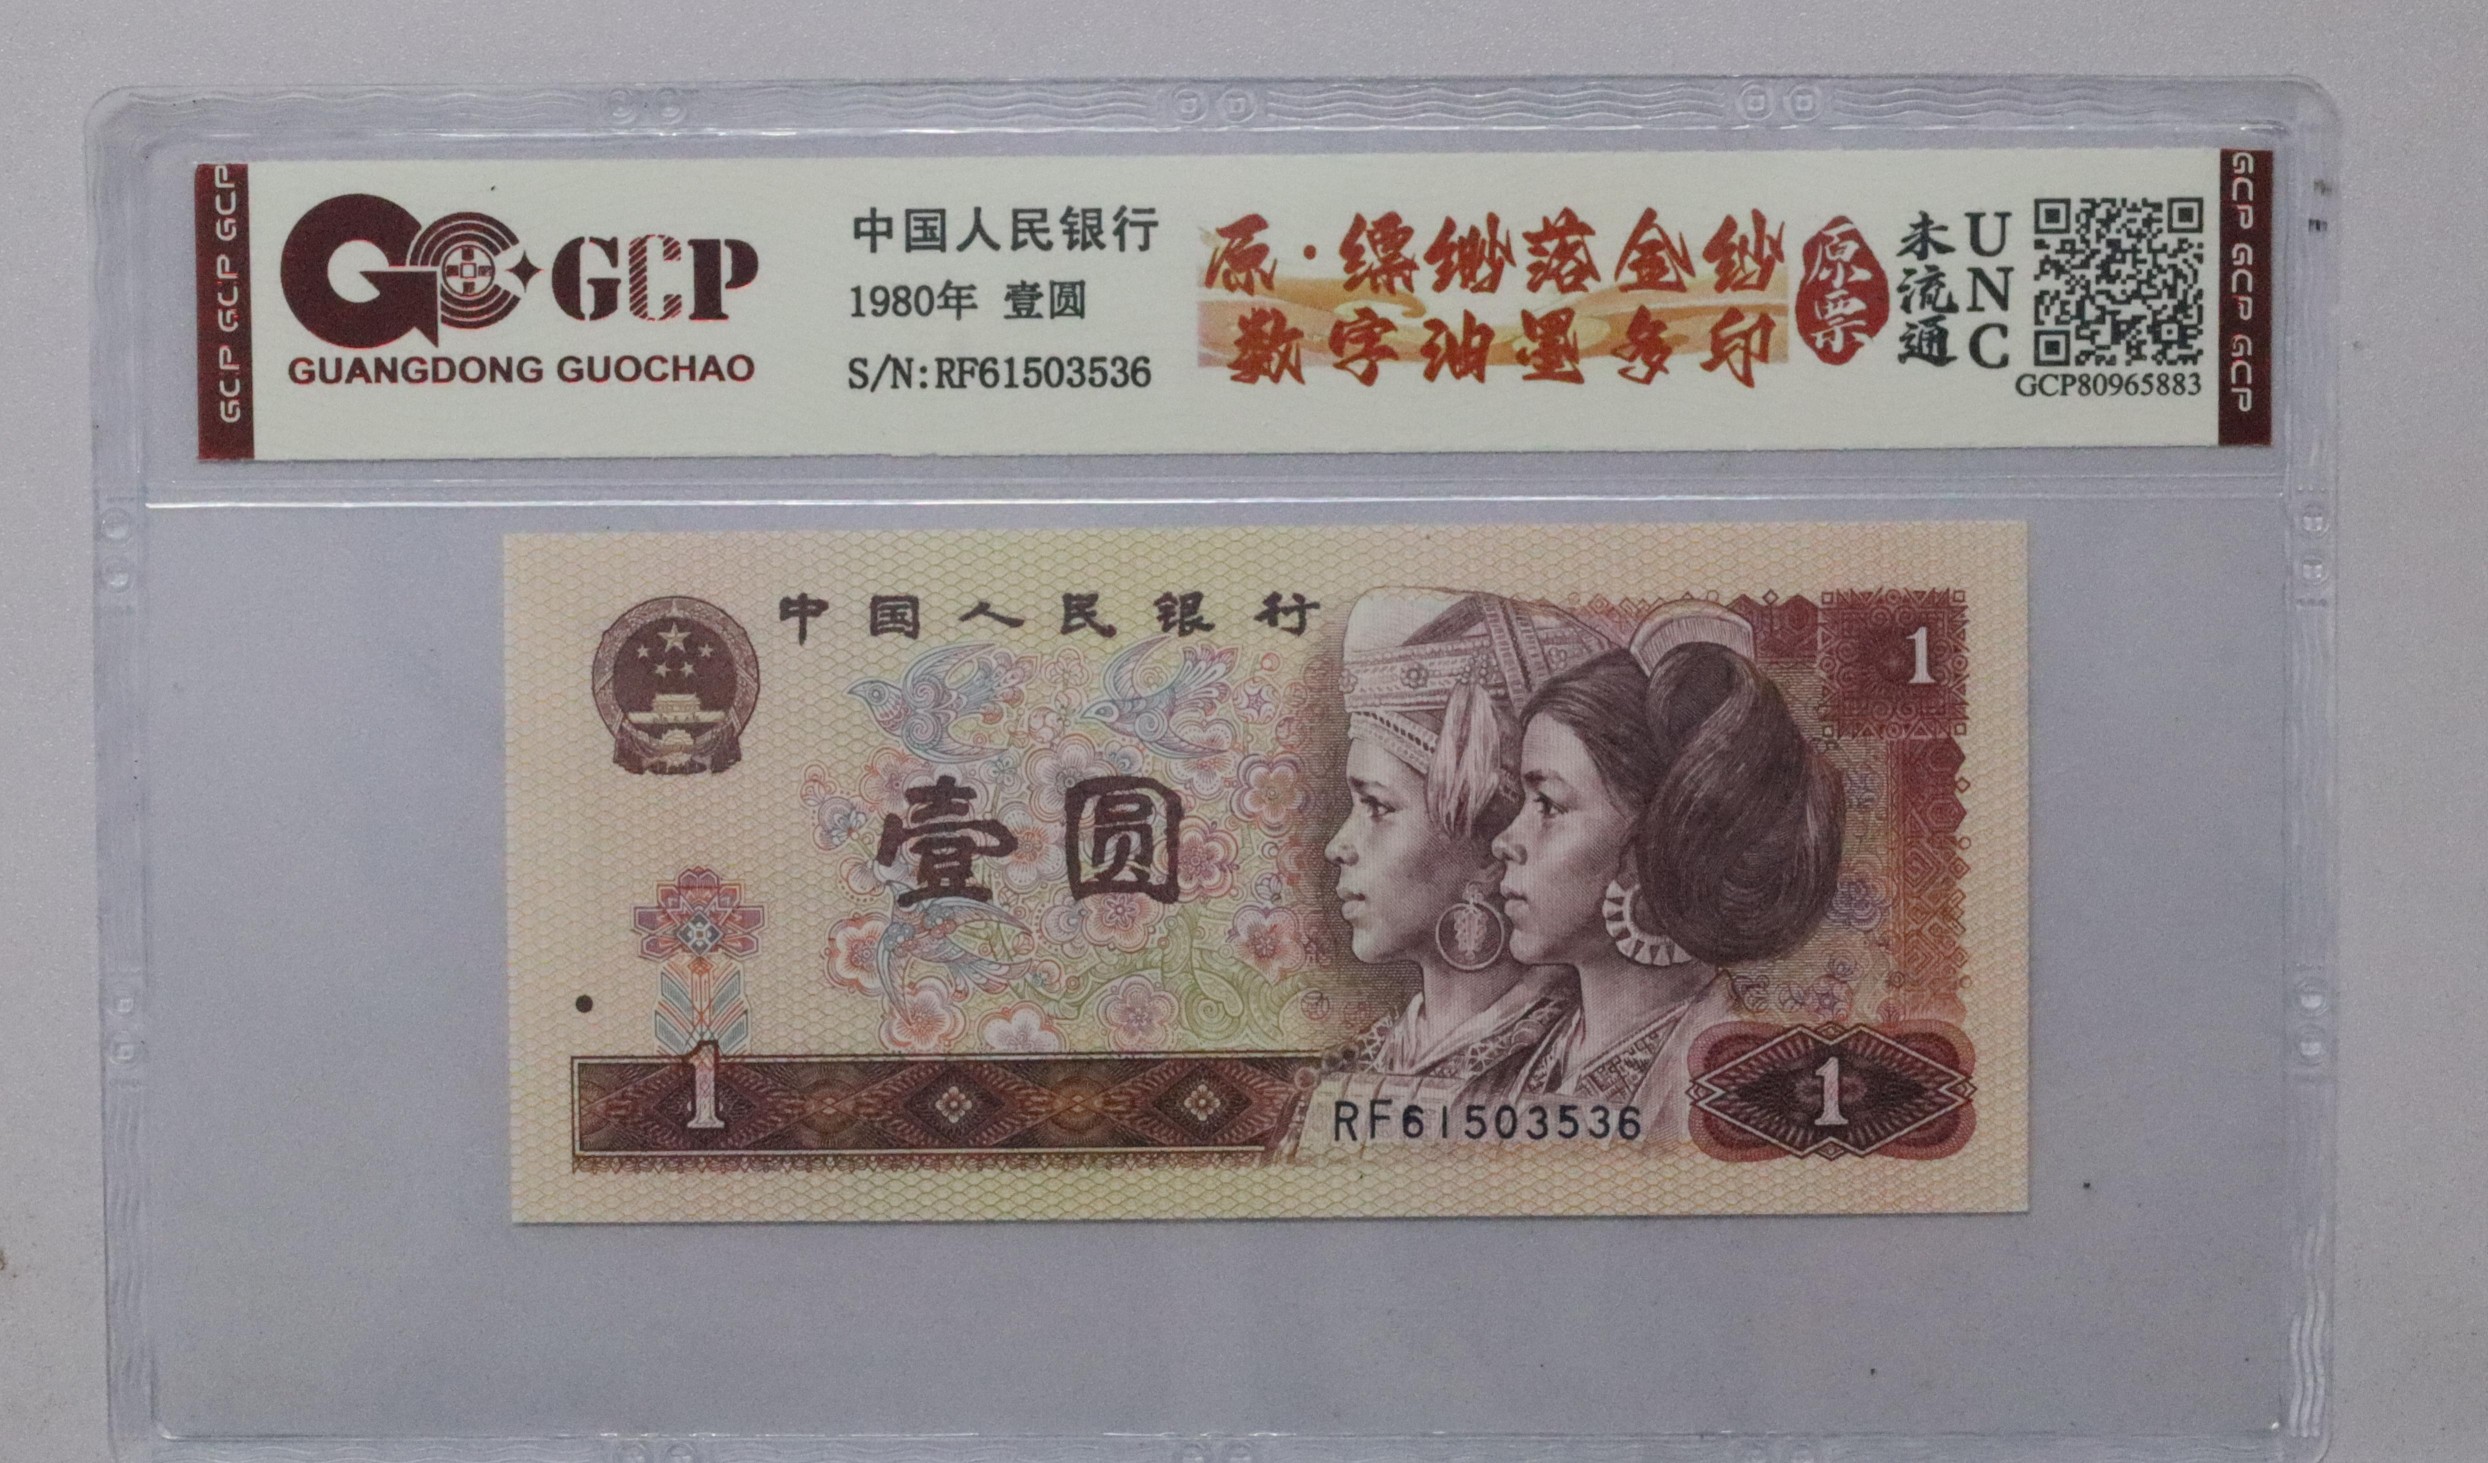 GCP GCP GCP
GCP
GUANGDONG GUOCHAO
中国人民银行
1980年 壹圆
S/N:RF61503536
原·缥缈落金纱
数字油墨多印
原票
未流通
UNC
GCP80965883
GCP GCP GCP
中国人民银行
壹圆
1
1
1
RF61503536